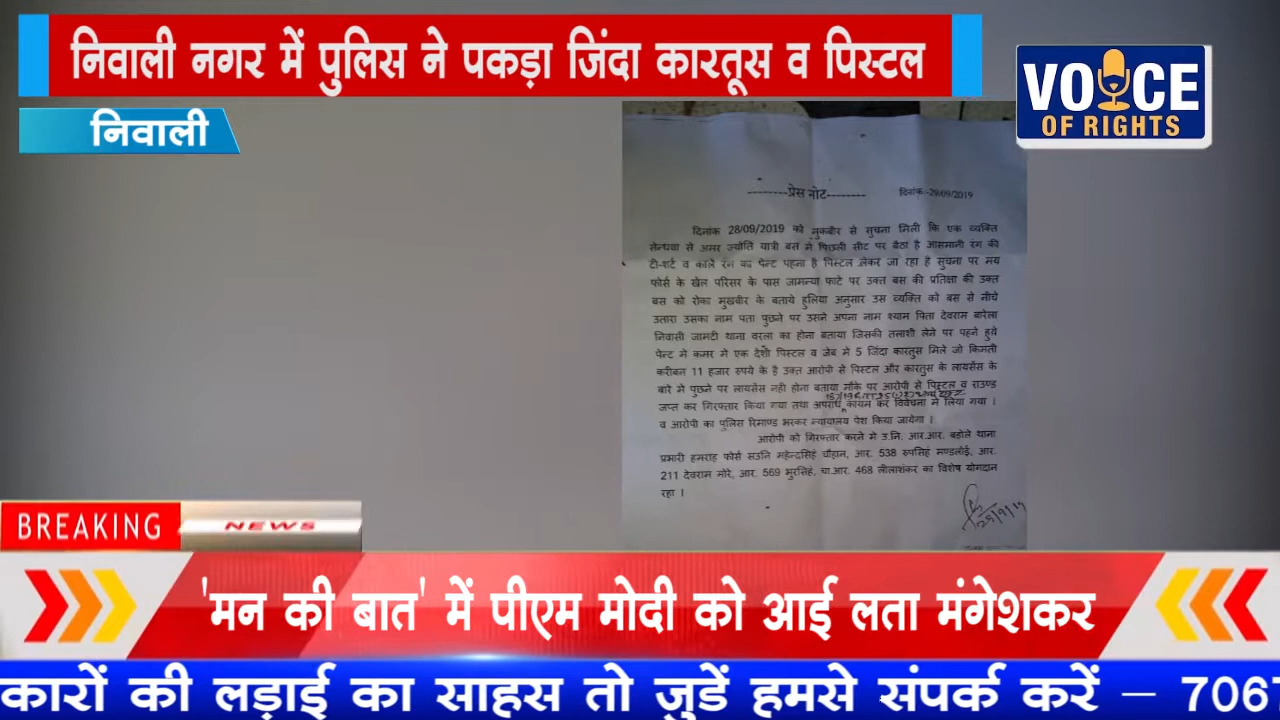 निवाली नगर में पुलिस ने पकड़ा जिंदा कारतूस व पिस्टल
निवाली
VOICE
OF RIGHTS
--------प्रेस नोट--------
दिनांक:-29/09/2019
दिनांक 28/09/2019 को मुकबीर से सुचना मिली कि एक व्यक्ति
सेन्धवा से अमर ज्योति यात्री बस मे पिछली सीट पर बैठा है आसमानी रंग की
टी-शर्ट व काले रंग का पेन्ट पहना है पिस्टल लेकर जा रहा है सुचना पर मय
फोर्स के खेल परिसर के पास जामन्या फाटे पर उक्त बस की प्रतिक्षा की उक्त
बस को रोका मुखवीर के बताये हुलिया अनुसार उस व्यक्ति को बस से नीचे
उतारा उसका नाम पता पुछने पर उसने अपना नाम श्याम पिता देवराम बारेला
निवासी जामटी थाना वरला का होना बताया जिसकी तलाशी लेने पर पहने हुये
पेन्ट मे कमर मे एक देशी पिस्टल व जेब मे 5 जिंदा कारतुस मिले जो किमती
करीबन 11 हजार रुपये के है उक्त आरोपी से पिस्टल और कारतुस के लायसेंस के
बारे मे पुछने पर लायसेंस नही होना बताया मौके पर आरोपी से पिस्टल व राउण्ड
जप्त कर गिरफ्तार किया गया तथा अपराध कायम कर विवेचना मे लिया गया ।
व आरोपी का पुलिस रिमाण्ड भरकर न्यायालय पेश किया जायेगा ।
आरोपी को गिरफ्तार करने मे उ.नि. आर.आर. बडोले थाना
प्रभारी हमराह फोर्स सउनि महेन्दसिहं चौहान, आर. 538 रुपसिहं मण्डलोई, आर.
211 देवराम मोरे, आर. 569 भुरसिहं, चा.आर. 468 लीलाशंकर का विशेष योगदान
रहा ।
BREAKING NEWS
'मन की बात' में पीएम मोदी को आई लता मंगेशकर
कारों की लड़ाई का साहस तो जुडें हमसे संपर्क करें – 7067